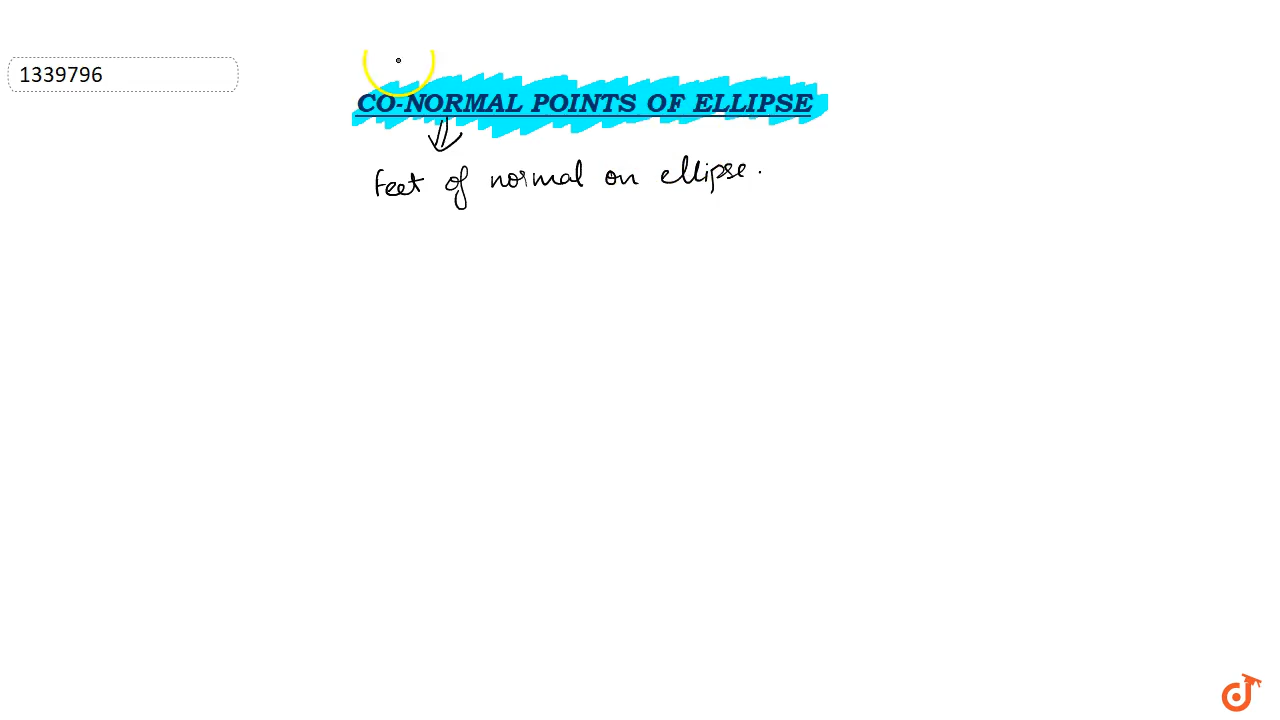 1339796
CO-NORMAL POINTS OF ELLIPSE
Feet of normal on ellipse.